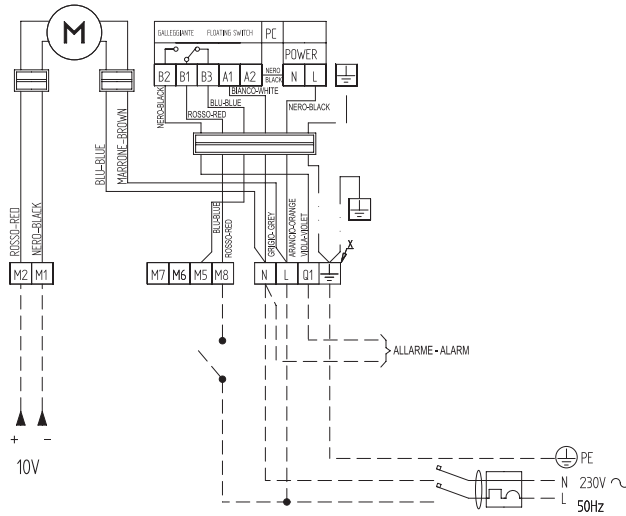 M
GALLEGGIANTE FLOATING SWITCH PC
POWER
B2 B1 B3 A1 A2 NERO BLACK N L
BIANCO-WHITE
BLU-BLUE
NERO-BLACK
ROSSO-RED
NERO-BLACK
BLU-BLUE
MARRONE-BROWN
ROSSO-RED
NERO-BLACK
BLU-BLUE
ROSSO-RED
GRIGIO- GREY
ARANCIO-ORANGE
VIOLA-VIOLET
M2 M1
M7 M6 M5 M8
N L Q1
ALLARME - ALARM
+ −
10V
PE
N 230V ~
L 50Hz